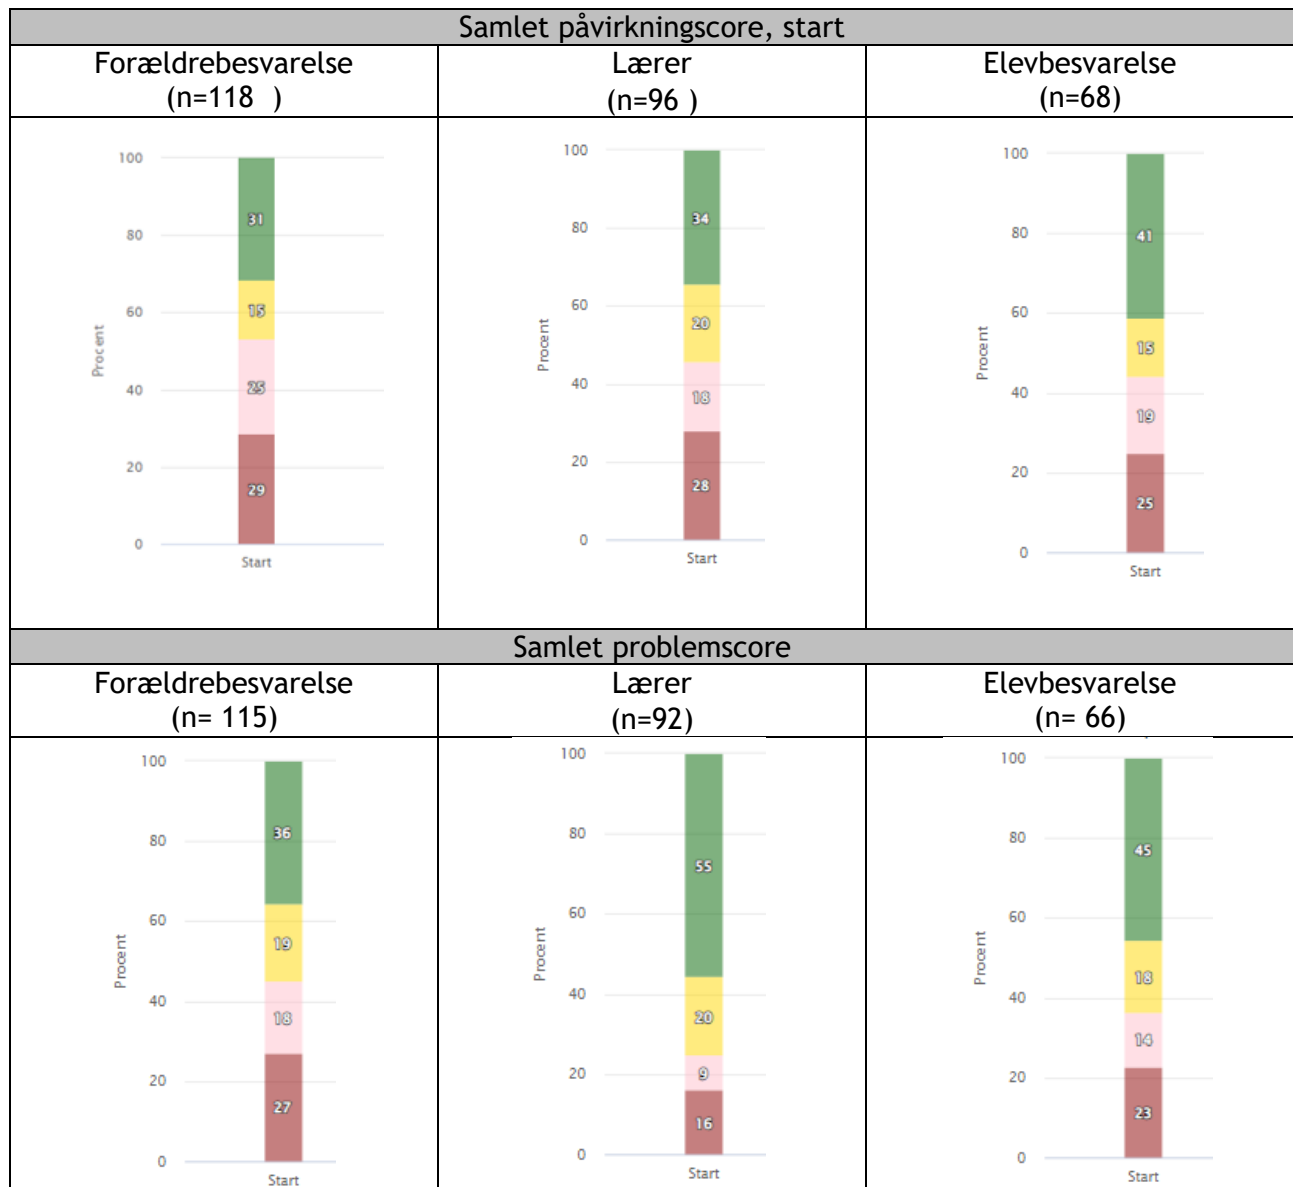 Samlet påvirkningscore, start
Forældrebesvarelse
(n=118 )
Lærer
(n=96 )
Elevbesvarelse
(n=68)
100
80
60
40
20
0
Procent
31
15
25
29
Start
100
80
60
40
20
0
Procent
34
20
18
28
Start
100
80
60
40
20
0
Procent
41
15
19
25
Start
Samlet problemscore
Forældrebesvarelse
(n= 115)
Lærer
(n=92)
Elevbesvarelse
(n= 66)
100
80
60
40
20
0
Procent
36
19
18
27
Start
100
80
60
40
20
0
Procent
55
20
9
16
Start
100
80
60
40
20
0
Procent
45
18
14
23
Start